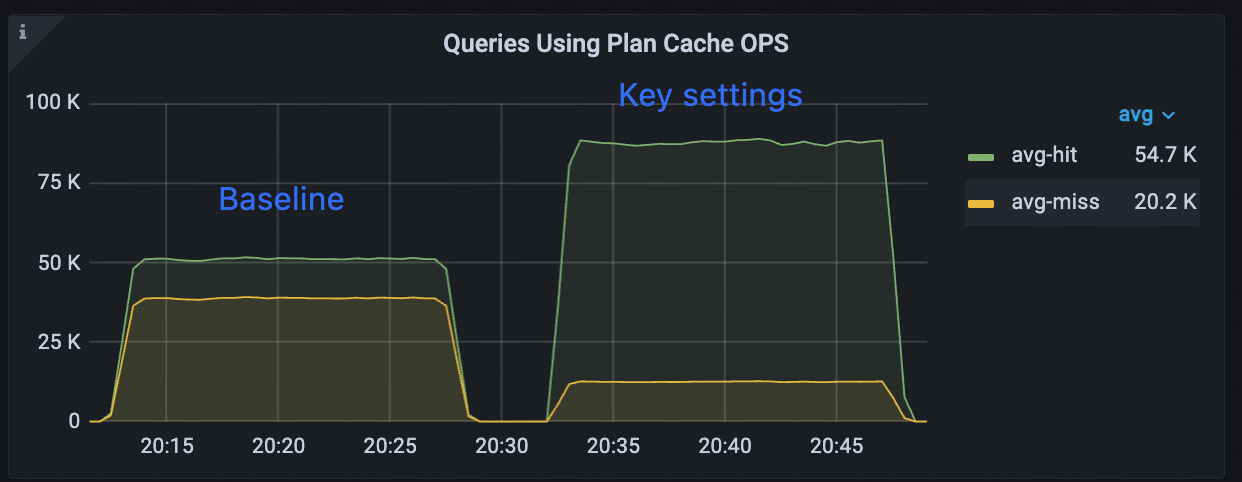 i
Queries Using Plan Cache OPS
Key settings
Baseline
100 K
75 K
50 K
25 K
0
20:15 20:20 20:25 20:30 20:35 20:40 20:45
avg
avg-hit 54.7 K
avg-miss 20.2 K